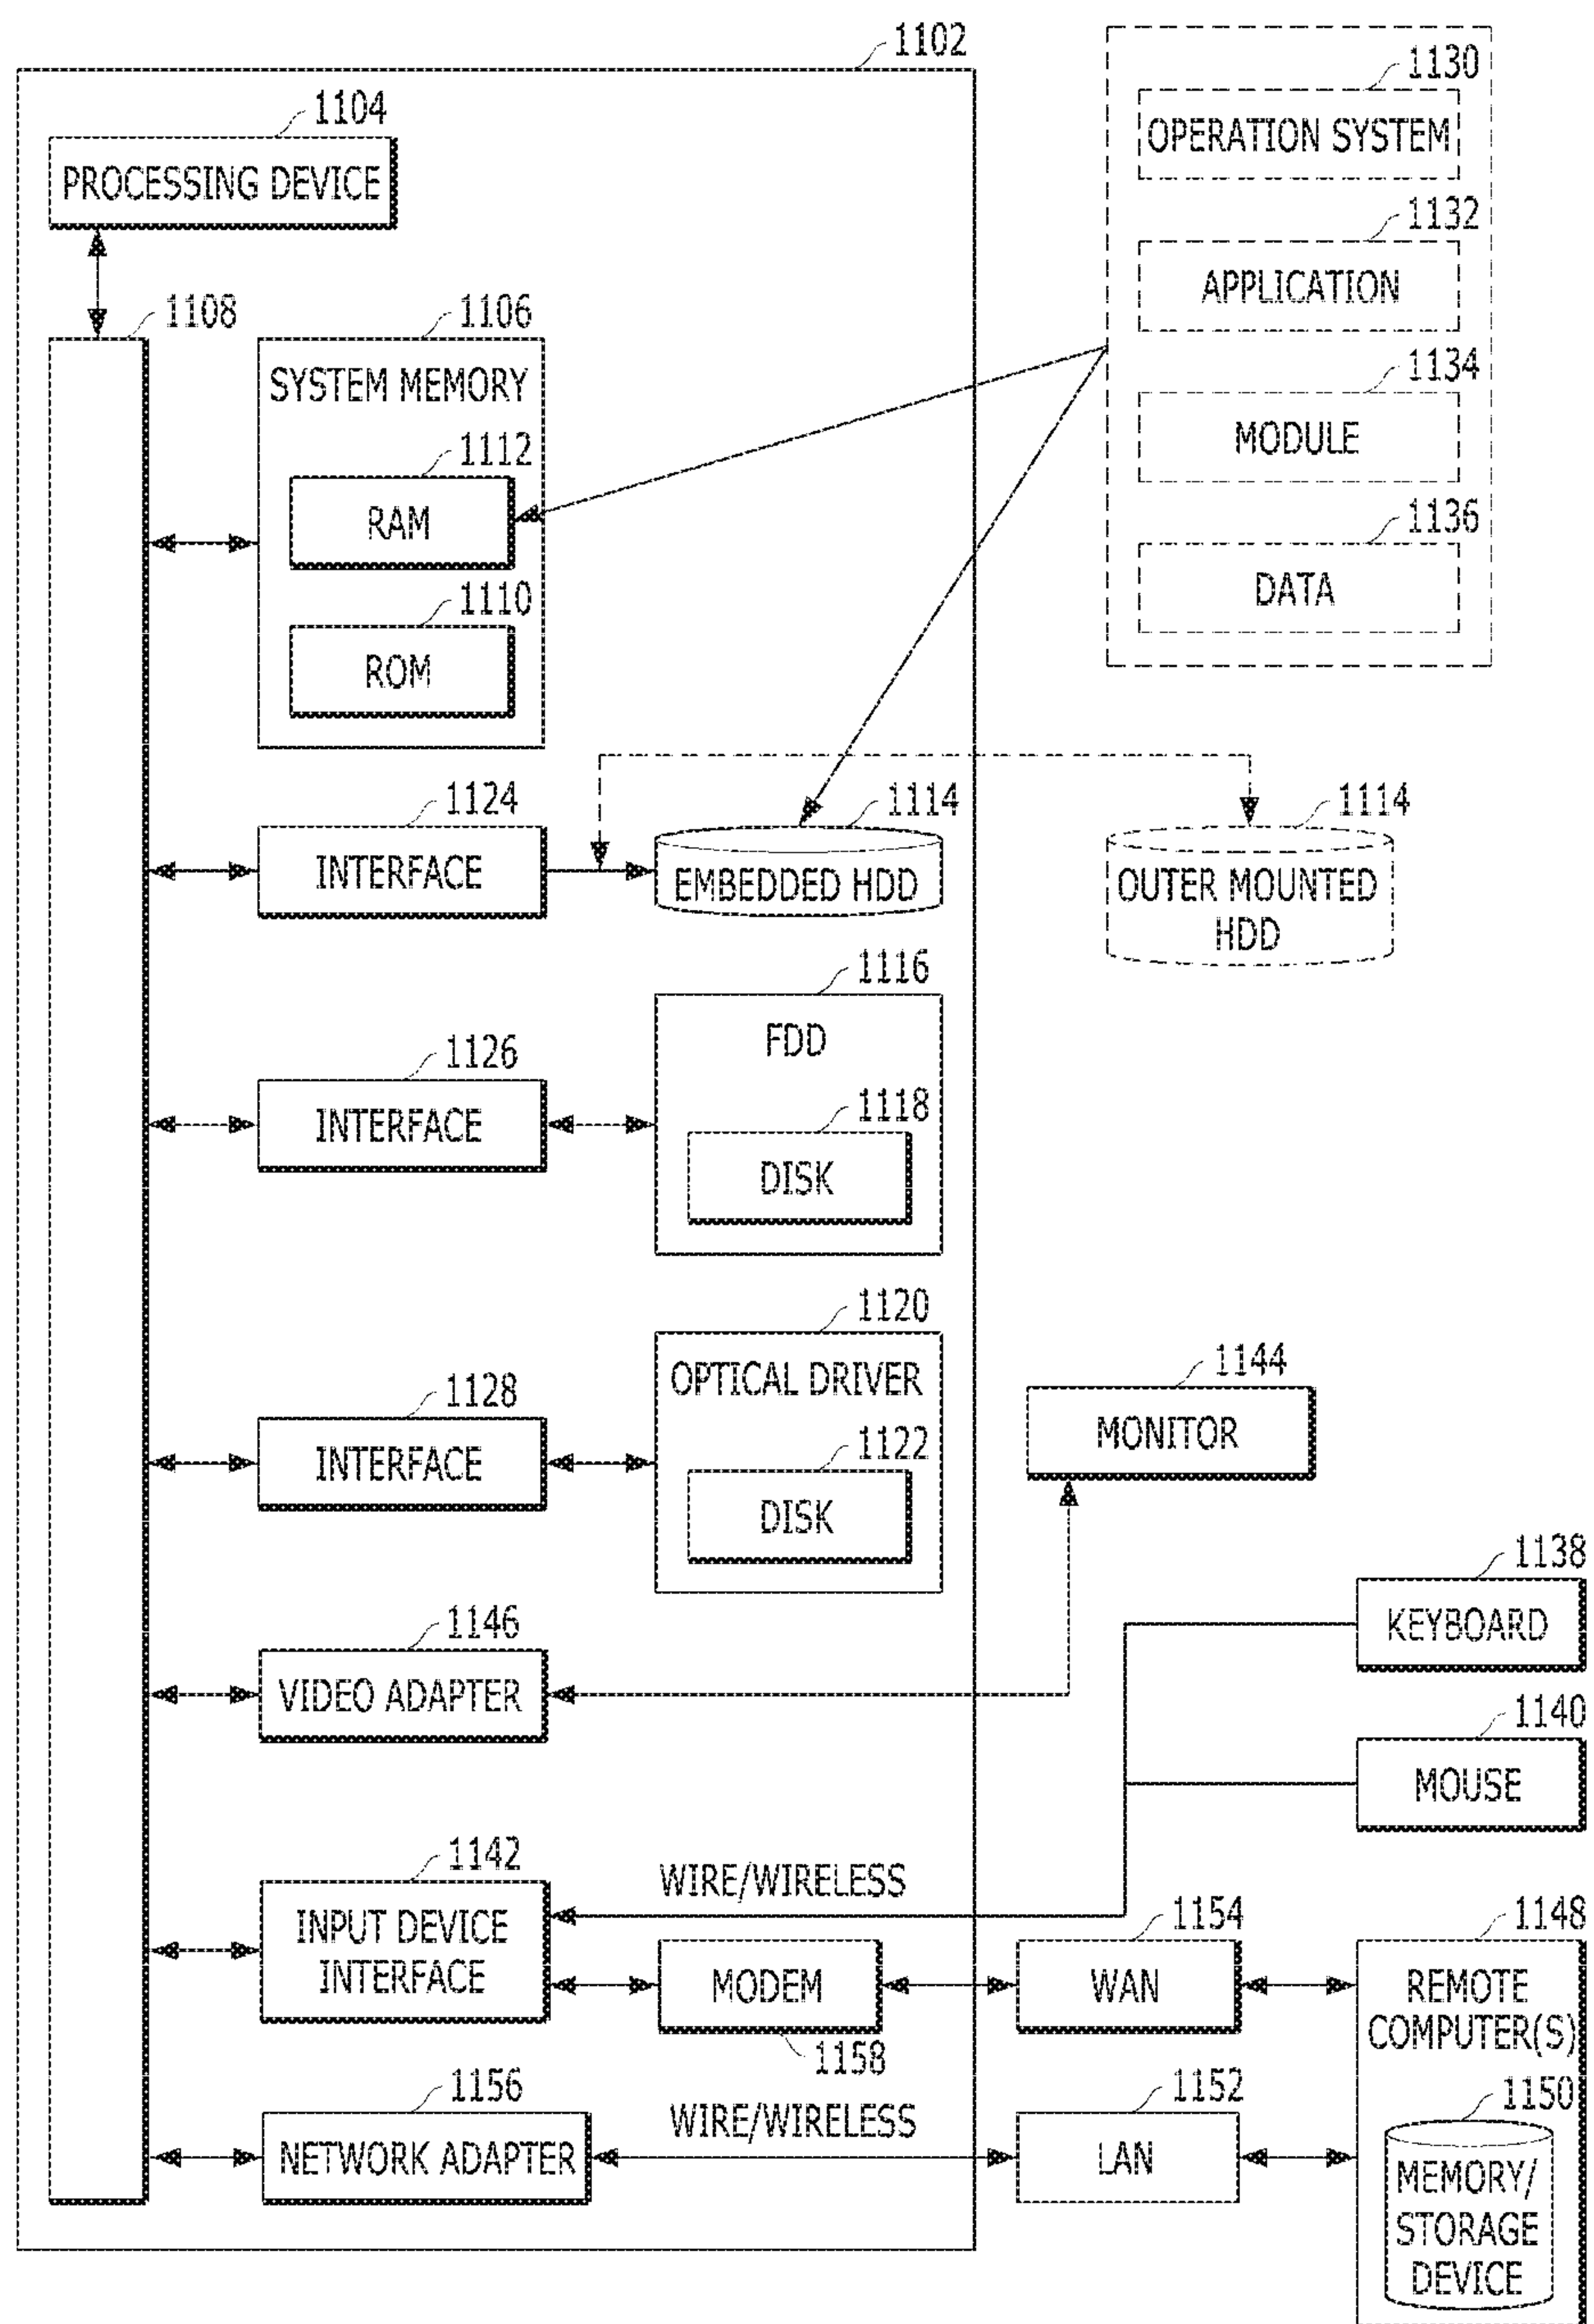 1102
1104
PROCESSING DEVICE
1130
OPERATION SYSTEM
1132
APPLICATION
1134
MODULE
1136
DATA
1108
1106
SYSTEM MEMORY
1112
RAM
1110
ROM
1124
INTERFACE
1114
EMBEDDED HDD
1114
OUTER MOUNTED
HDD
1116
FDD
1126
INTERFACE
1118
DISK
1120
OPTICAL DRIVER
1128
INTERFACE
1122
DISK
1144
MONITOR
1138
KEYBOARD
1146
VIDEO ADAPTER
1140
MOUSE
1142
INPUT DEVICE
INTERFACE
WIRE/WIRELESS
MODEM
1158
1154
WAN
1148
REMOTE
COMPUTER(S)
1156
NETWORK ADAPTER
WIRE/WIRELESS
1152
LAN
1150
MEMORY/
STORAGE
DEVICE